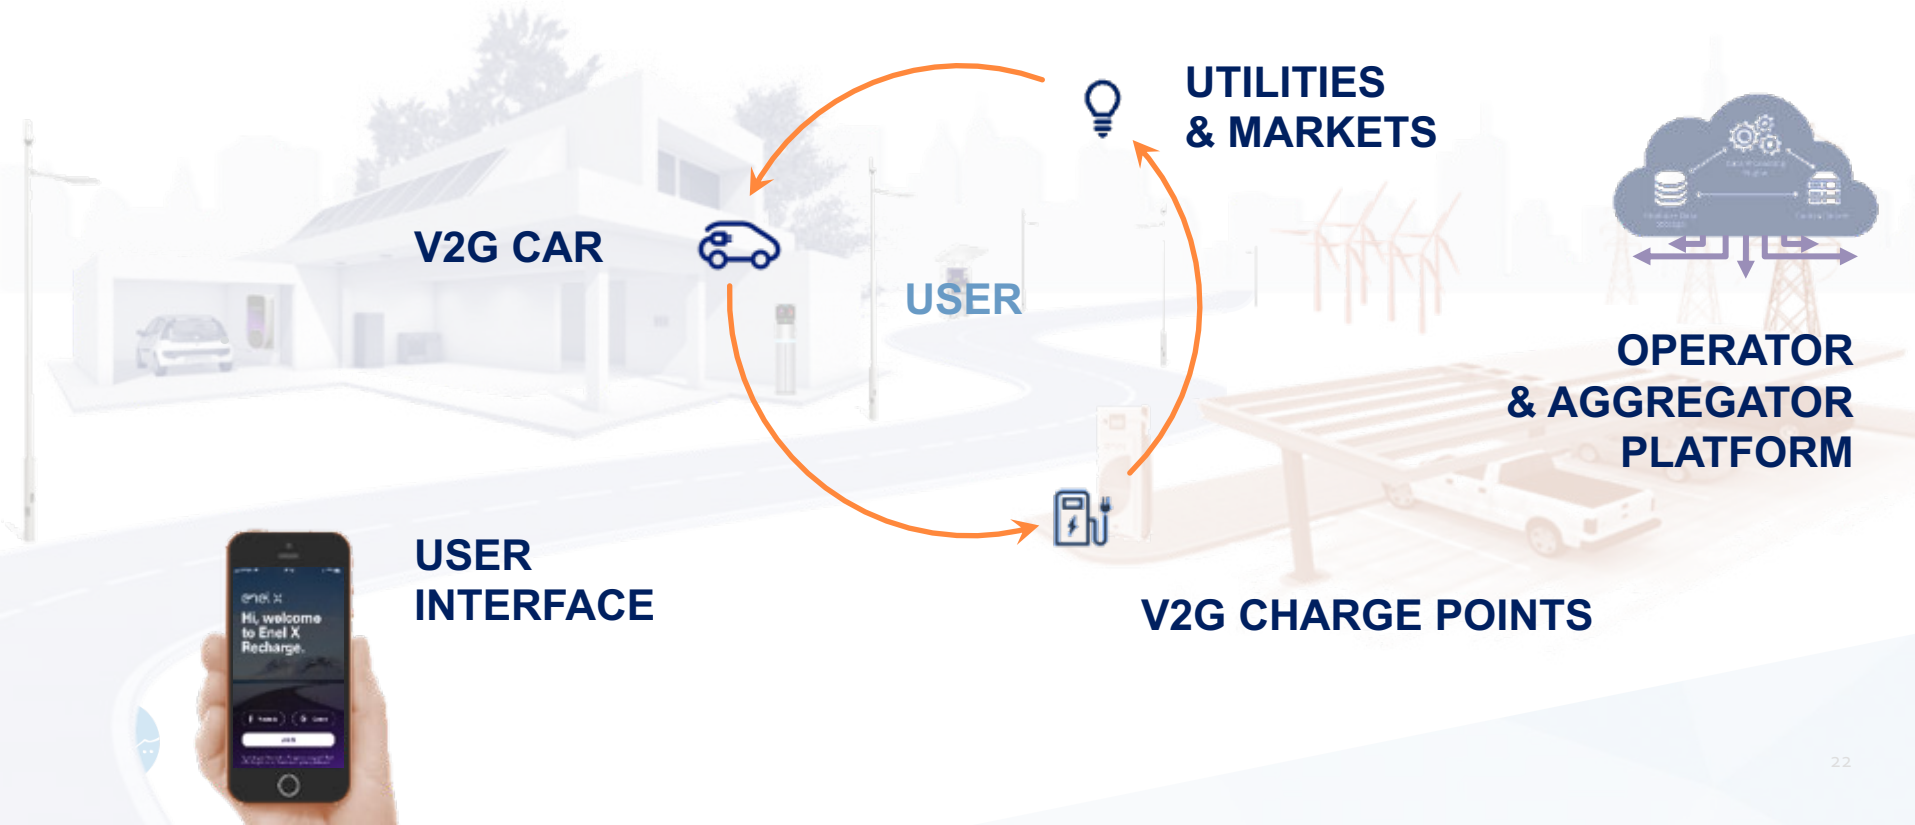 UTILITIES
& MARKETS
V2G CAR
USER
OPERATOR
& AGGREGATOR
PLATFORM
USER
INTERFACE
V2G CHARGE POINTS
enel x
Hi, welcome
to Enel X
Recharge.
22